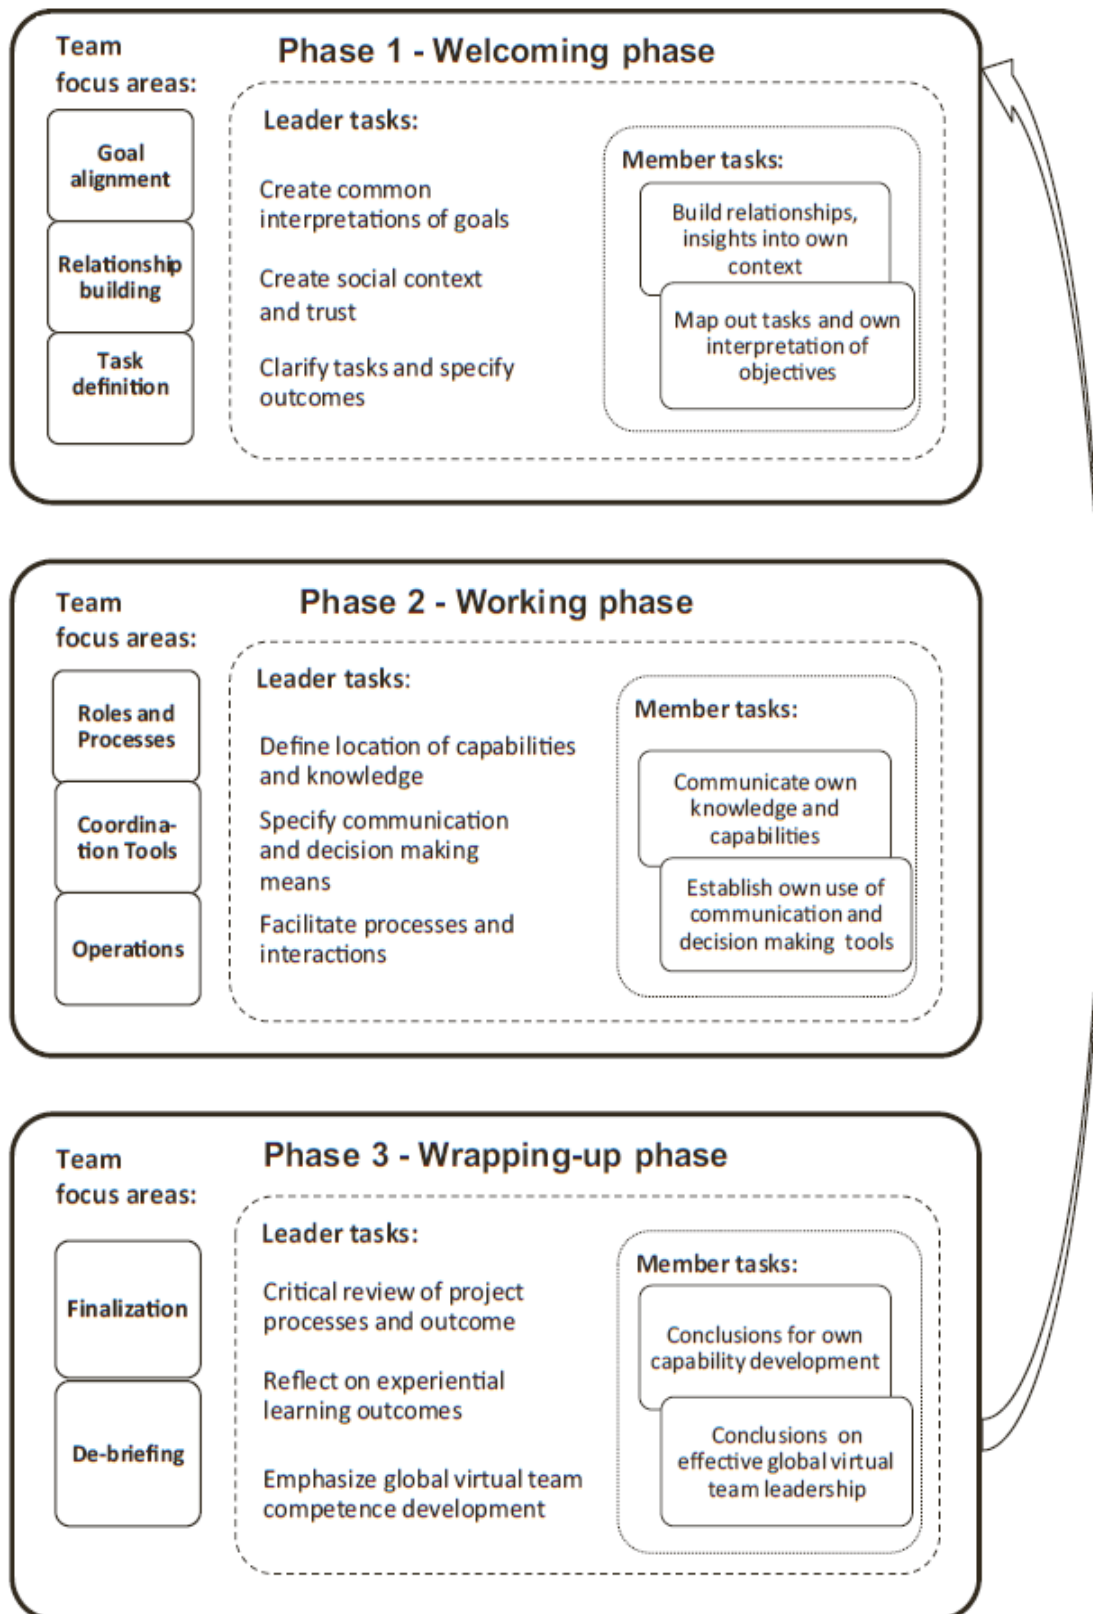 Team
focus areas:
Phase 1 - Welcoming phase
Goal
alignment
Relationship
building
Task
definition
Leader tasks:
Create common
interpretations of goals
Create social context
and trust
Clarify tasks and specify
outcomes
Member tasks:
Build relationships,
insights into own
context
Map out tasks and own
interpretation of
objectives
Team
focus areas:
Phase 2 - Working phase
Roles and
Processes
Coordina-
tion Tools
Operations
Leader tasks:
Define location of capabilities
and knowledge
Specify communication
and decision making
means
Facilitate processes and
interactions
Member tasks:
Communicate own
knowledge and
capabilities
Establish own use of
communication and
decision making tools
Team
focus areas:
Phase 3 - Wrapping-up phase
Finalization
De-briefing
Leader tasks:
Critical review of project
processes and outcome
Reflect on experiential
learning outcomes
Emphasize global virtual team
competence development
Member tasks:
Conclusions for own
capability development
Conclusions on
effective global virtual
team leadership